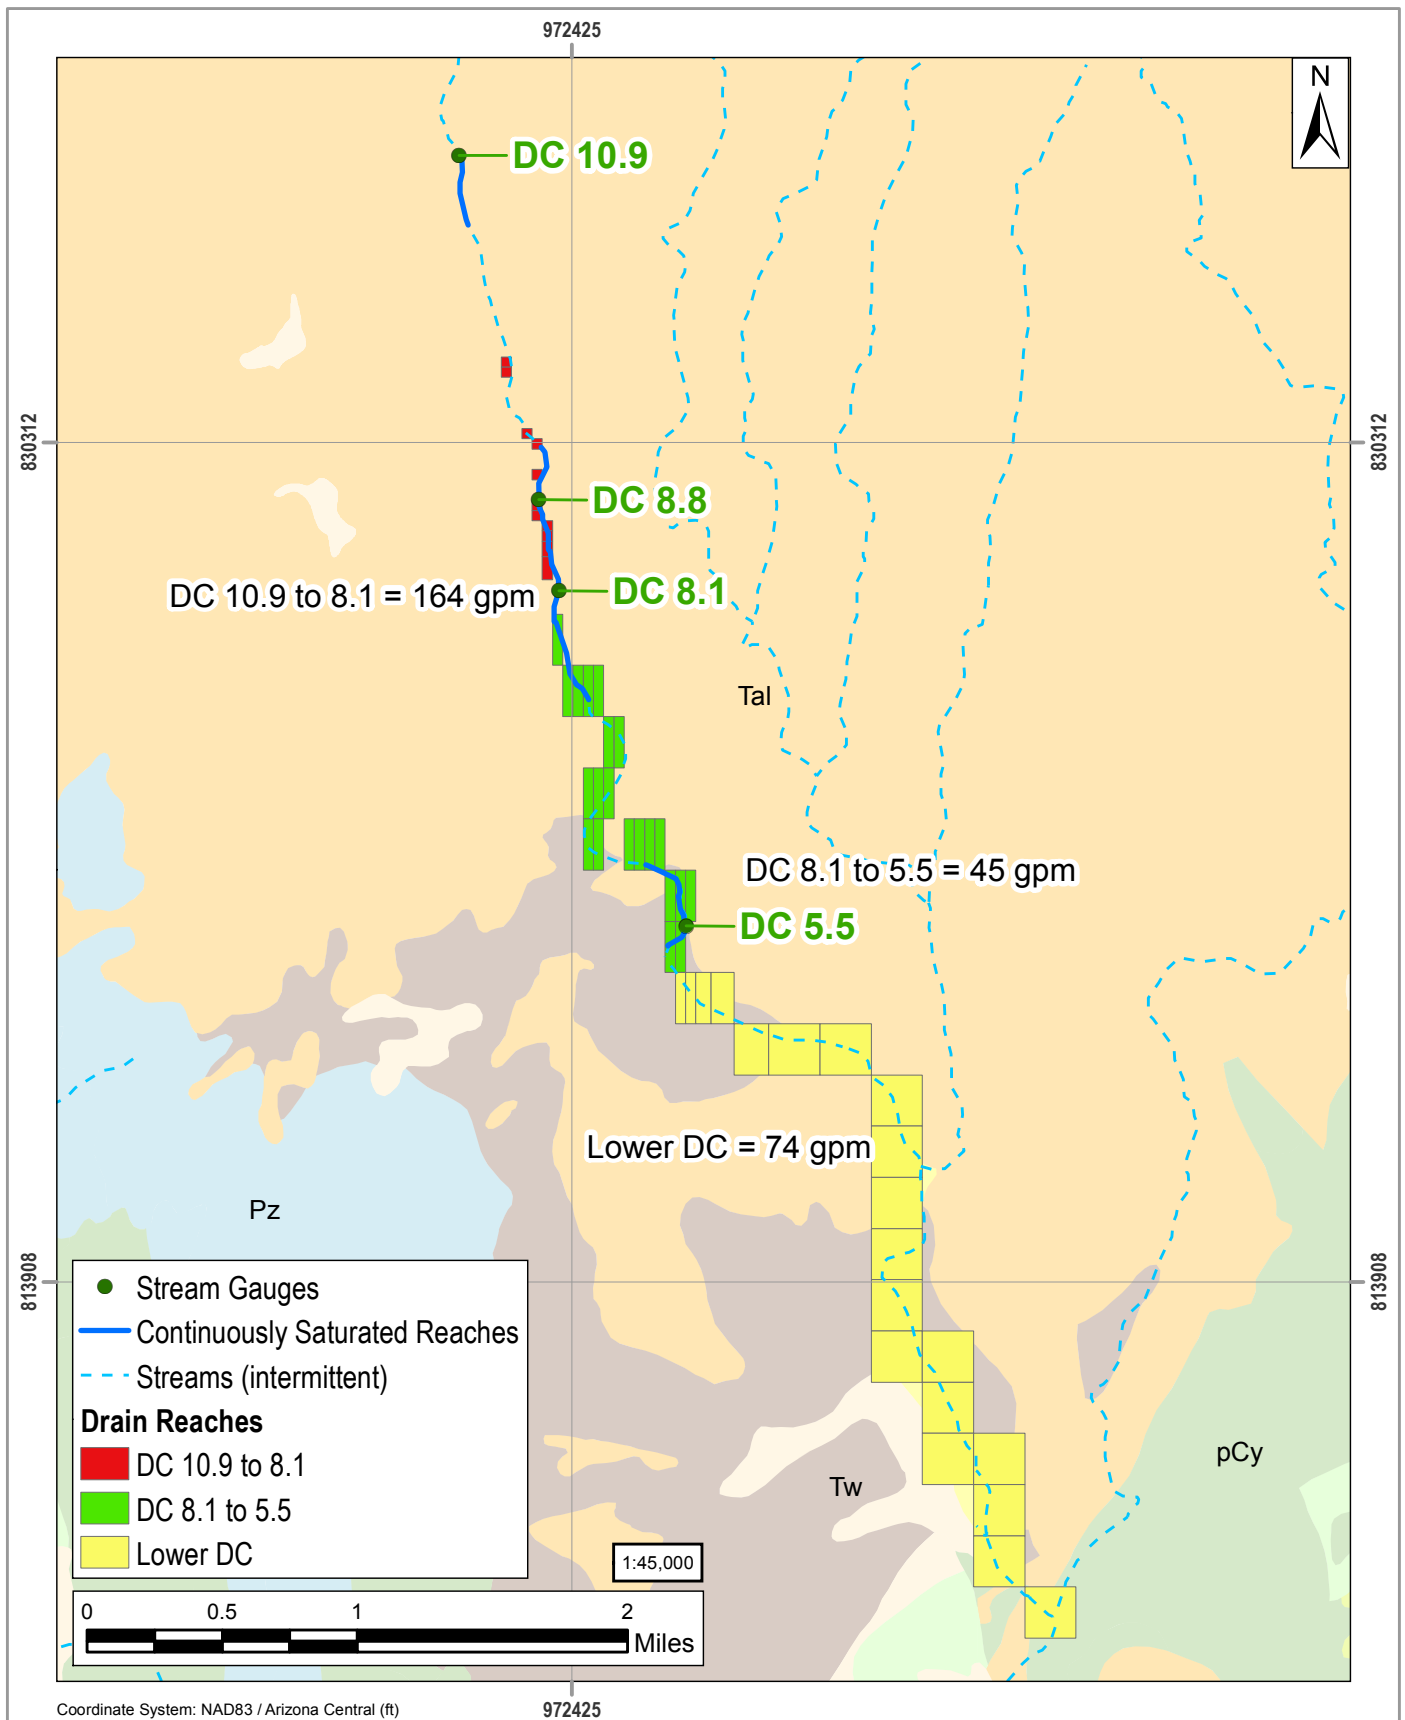 972425
N
DC 10.9
830312
830312
DC 8.8
DC 10.9 to 8.1 = 164 gpm
DC 8.1
Tal
DC 8.1 to 5.5 = 45 gpm
DC 5.5
Lower DC = 74 gpm
Pz
813908
813908
Stream Gauges
Continuously Saturated Reaches
Streams (intermittent)
Drain Reaches
DC 10.9 to 8.1
DC 8.1 to 5.5
Lower DC
pCy
Tw
1:45,000
0 0.5 1 2
Miles
Coordinate System: NAD83 / Arizona Central (ft)
972425